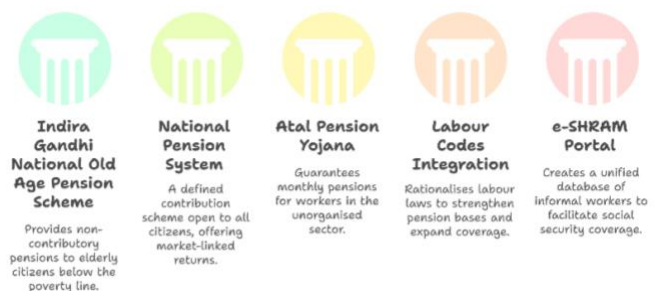 Indira
Gandhi
National Old
Age Pension
Scheme
Provides non-
contributory
pensions to elderly
citizens below the
poverty line.
National
Pension
System
A defined
contribution
scheme open to all
citizens, offering
market-linked
returns.
Atal Pension
Yojana
Guarantees
monthly pensions
for workers in the
unorganised
sector.
Labour
Codes
Integration
Rationalises labour
laws to strengthen
pension bases and
expand coverage.
e-SHRAM
Portal
Creates a unified
database of
informal workers to
facilitate social
security coverage.